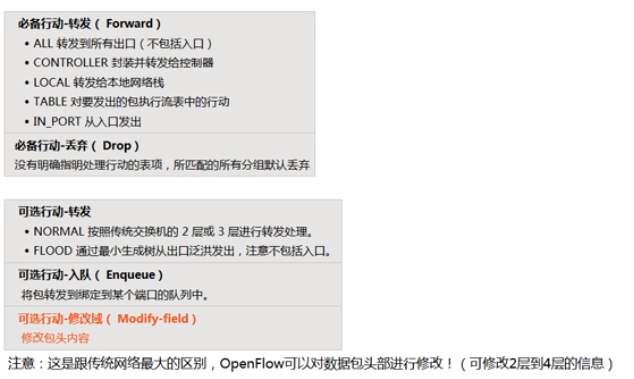 必备行动-转发（ Forward）
• ALL 转发到所有出口（不包括入口）
• CONTROLLER 封装并转发给控制器
• LOCAL 转发给本地网络栈
• TABLE 对要发出的包执行流表中的行动
• IN_PORT 从入口发出
必备行动-丢弃（ Drop）
没有明确指明处理行动的表项，所匹配的所有分组默认丢弃
可选行动-转发
• NORMAL 按照传统交换机的 2 层或 3 层进行转发处理。
• FLOOD 通过最小生成树从出口泛洪发出，注意不包括入口。
可选行动-入队（ Enqueue）
将包转发到绑定到某个端口的队列中。
可选行动-修改域（ Modify-field）
修改包头内容
注意：这是跟传统网络最大的区别，OpenFlow可以对数据包头部进行修改！（可修改2层到4层的信息）